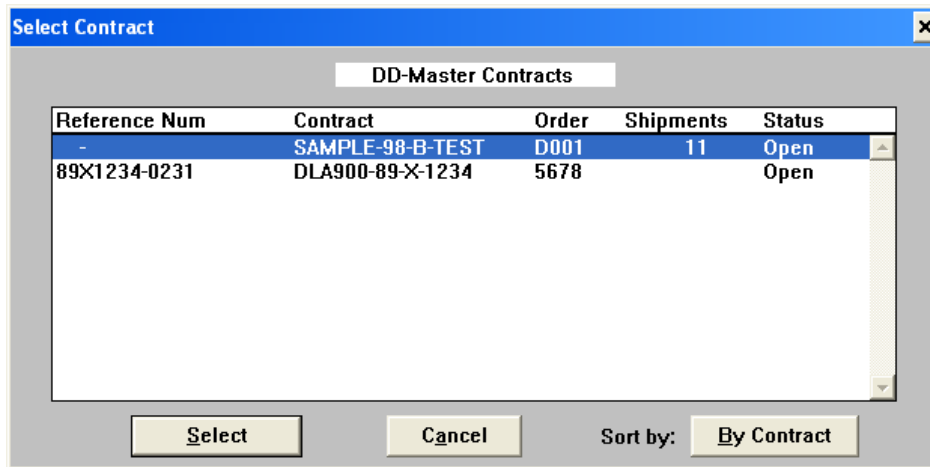 Select Contract
DD-Master Contracts
Reference Num Contract Order Shipments Status
- SAMPLE-98-B-TEST D001 11 Open
89X1234-0231 DLA900-89-X-1234 5678 Open
Select Cancel Sort by: By Contract